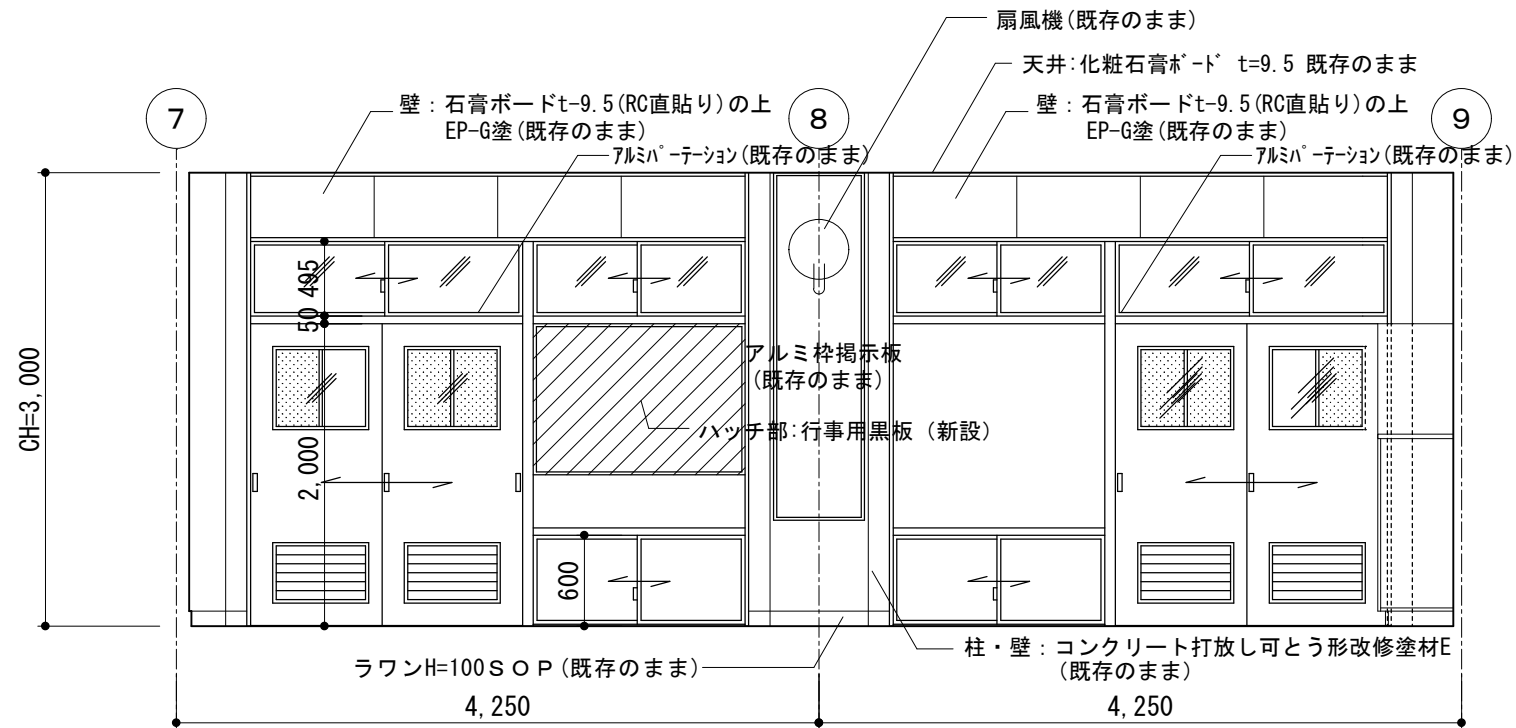 扇風機(既存のまま)
天井:化粧石膏ﾎﾞｰﾄﾞ t=9.5 既存のまま
7
壁：石膏ボードt-9.5(RC直貼り)の上
EP-G塗(既存のまま)
8
壁：石膏ボードt-9.5(RC直貼り)の上
EP-G塗(既存のまま)
9
ｱﾙﾐﾊﾟｰﾃｰｼｮﾝ(既存のまま)
ｱﾙﾐﾊﾟｰﾃｰｼｮﾝ(既存のまま)
495
50
アルミ枠掲示板
(既存のまま)
CH=3,000
ハッチ部:行事用黒板（新設）
2,000
600
柱・壁：コンクリート打放し可とう形改修塗材E
(既存のまま)
ラワンH=100ＳＯＰ(既存のまま)
4,250
4,250